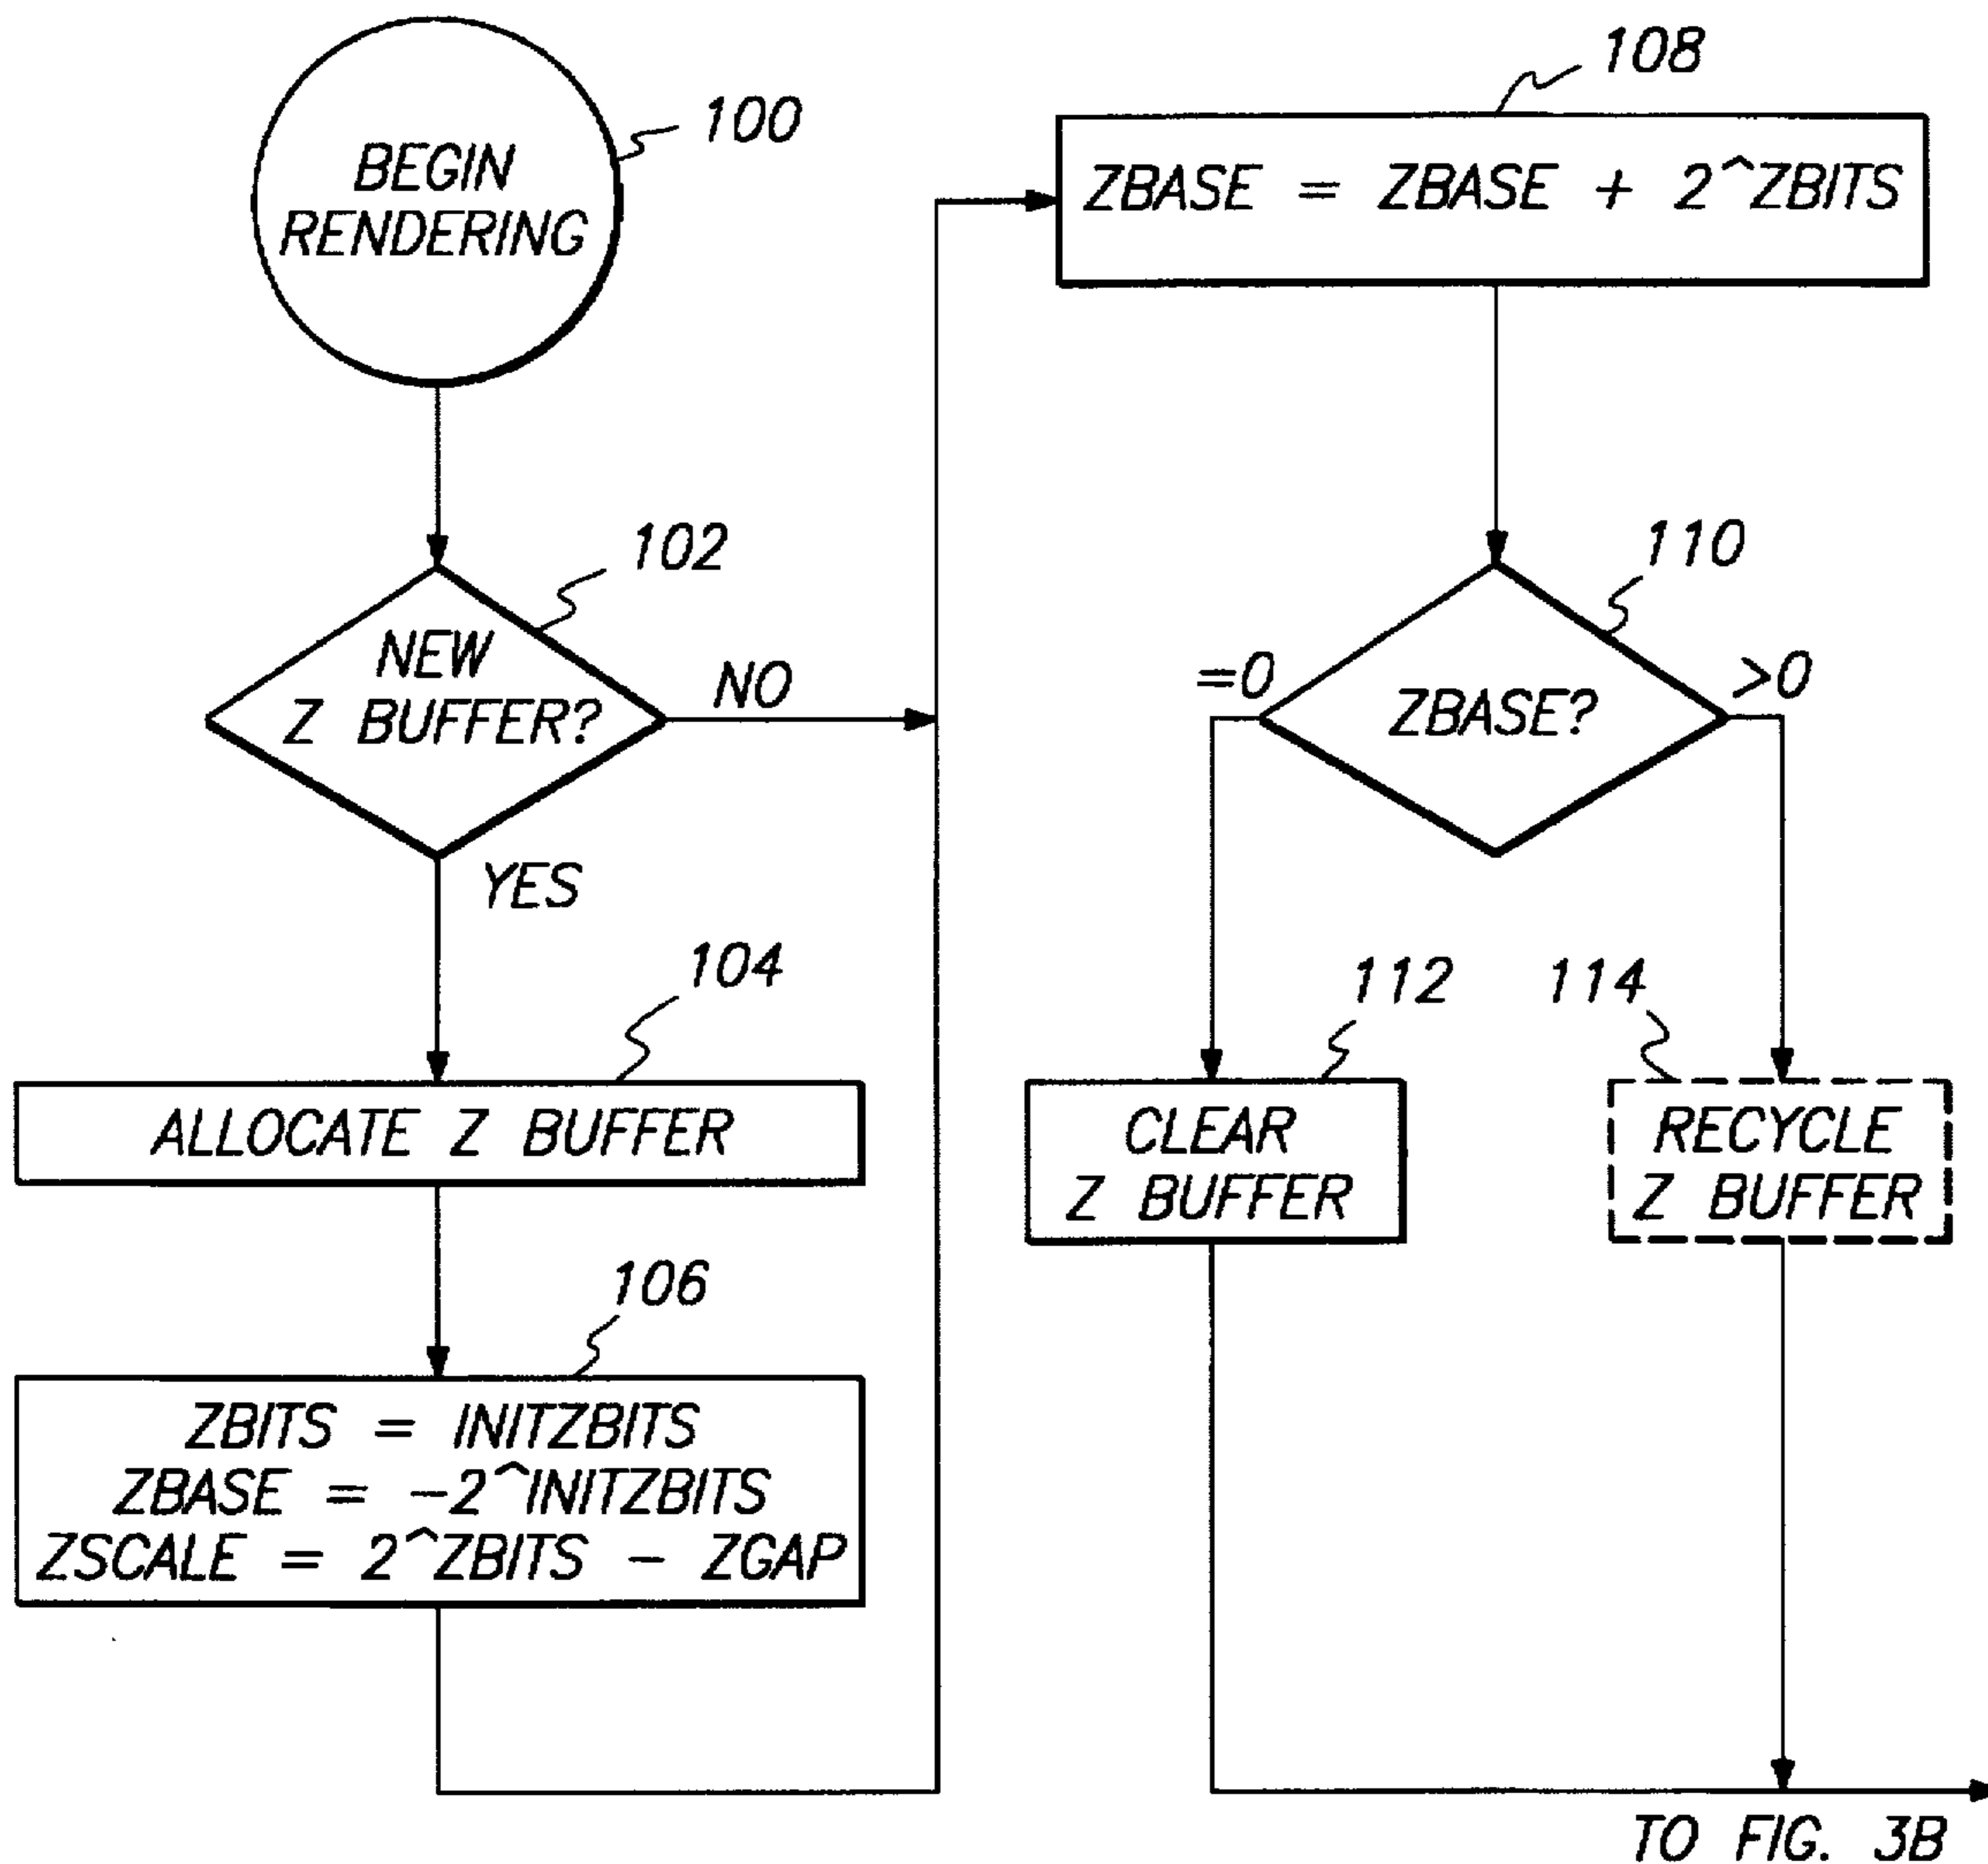 100
BEGIN
RENDERING
102
NEW
Z BUFFER?
NO
YES
104
ALLOCATE Z BUFFER
106
ZBITS = INITZBITS
ZBASE = -2^INITZBITS
ZSCALE = 2^ZBITS - ZGAP
108
ZBASE = ZBASE + 2^ZBITS
110
=0
ZBASE?
>0
112
CLEAR
Z BUFFER
114
RECYCLE
Z BUFFER
TO FIG. 3B